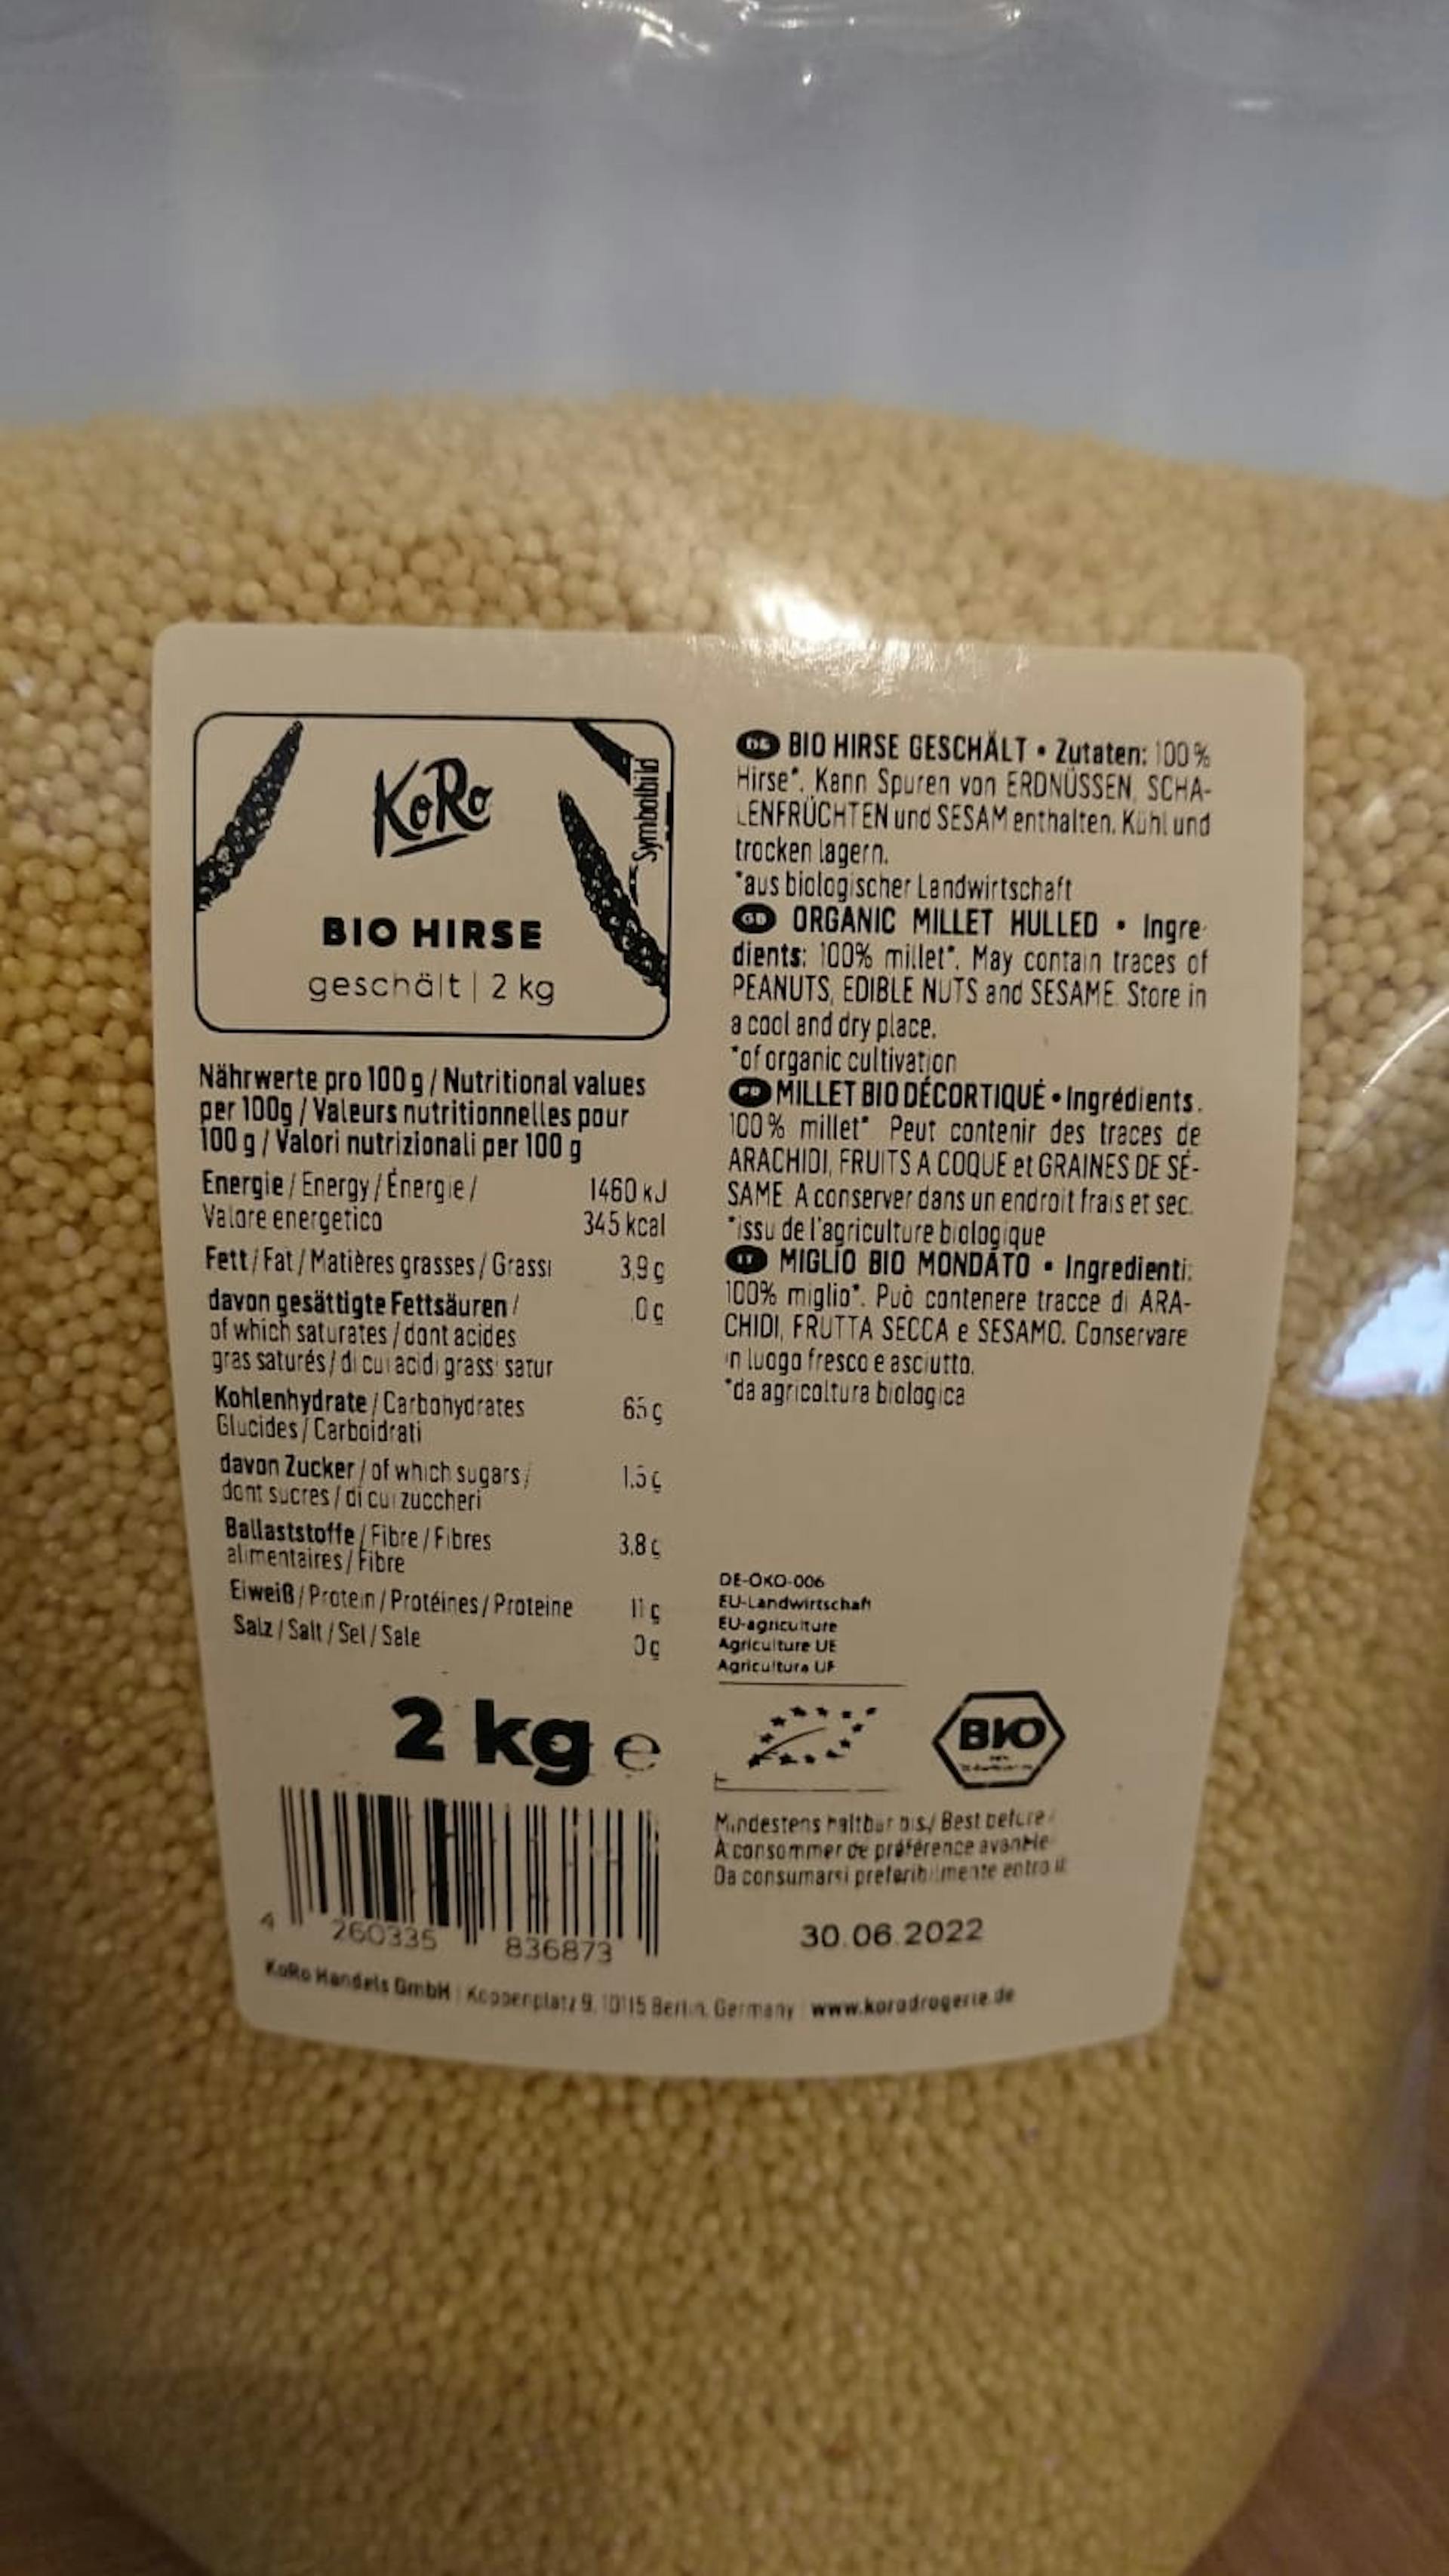 KoRo
Symbolbild
BIO HIRSE
geschält | 2 kg
Nährwerte pro 100 g / Nutritional values
per 100g / Valeurs nutritionnelles pour
100 g / Valori nutrizionali per 100 g
Energie / Energy / Énergie / 1460 kJ
Valore energetico 345 kcal
Fett / Fat / Matières grasses / Grassi 3,9 g
davon gesättigte Fettsäuren / 0 g
of which saturates / dont acides
gras saturés / di cui acidi grassi satur
Kohlenhydrate / Carbohydrates 65 g
Glucides / Carboidrati
davon Zucker / of which sugars / 1.5 g
dont sucres / di cui zuccheri
Ballaststoffe / Fibre / Fibres 3.8 g
alimentaires / Fibre
Eiweiß / Protein / Protéines / Proteine 11 g
Salz / Salt / Sel / Sale 0 g
2 kg e
4 260335 836873
DE BIO HIRSE GESCHÄLT • Zutaten: 100 %
Hirse*. Kann Spuren von ERDNÜSSEN, SCHA-
LENFRÜCHTEN und SESAM enthalten. Kühl und
trocken lagern.
*aus biologischer Landwirtschaft
GB ORGANIC MILLET HULLED • Ingre-
dients: 100% millet*. May contain traces of
PEANUTS, EDIBLE NUTS and SESAME. Store in
a cool and dry place.
*of organic cultivation
MILLET BIO DÉCORTIQUÉ • Ingrédients.
100 % millet* Peut contenir des traces de
ARACHIDI, FRUITS A COQUE et GRAINES DE SÉ-
SAME. A conserver dans un endroit frais et sec.
*issu de l'agriculture biologique
IT MIGLIO BIO MONDATO • Ingredienti:
100% miglio*. Può contenere tracce di ARA-
CHIDI, FRUTTA SECCA e SESAMO. Conservare
in luogo fresco e asciutto.
*da agricoltura biologica
DE-ÖKO-006
EU-Landwirtschaft
EU-agriculture
Agriculture UE
Agricultura UE
BIO
Mindestens haltbar bis / Best before /
À consommer de préférence avant le
Da consumarsi preferibilmente entro il
30.06.2022
KoRo Handels GmbH | Koppenplatz 9, 10115 Berlin, Germany | www.korodrogerie.de